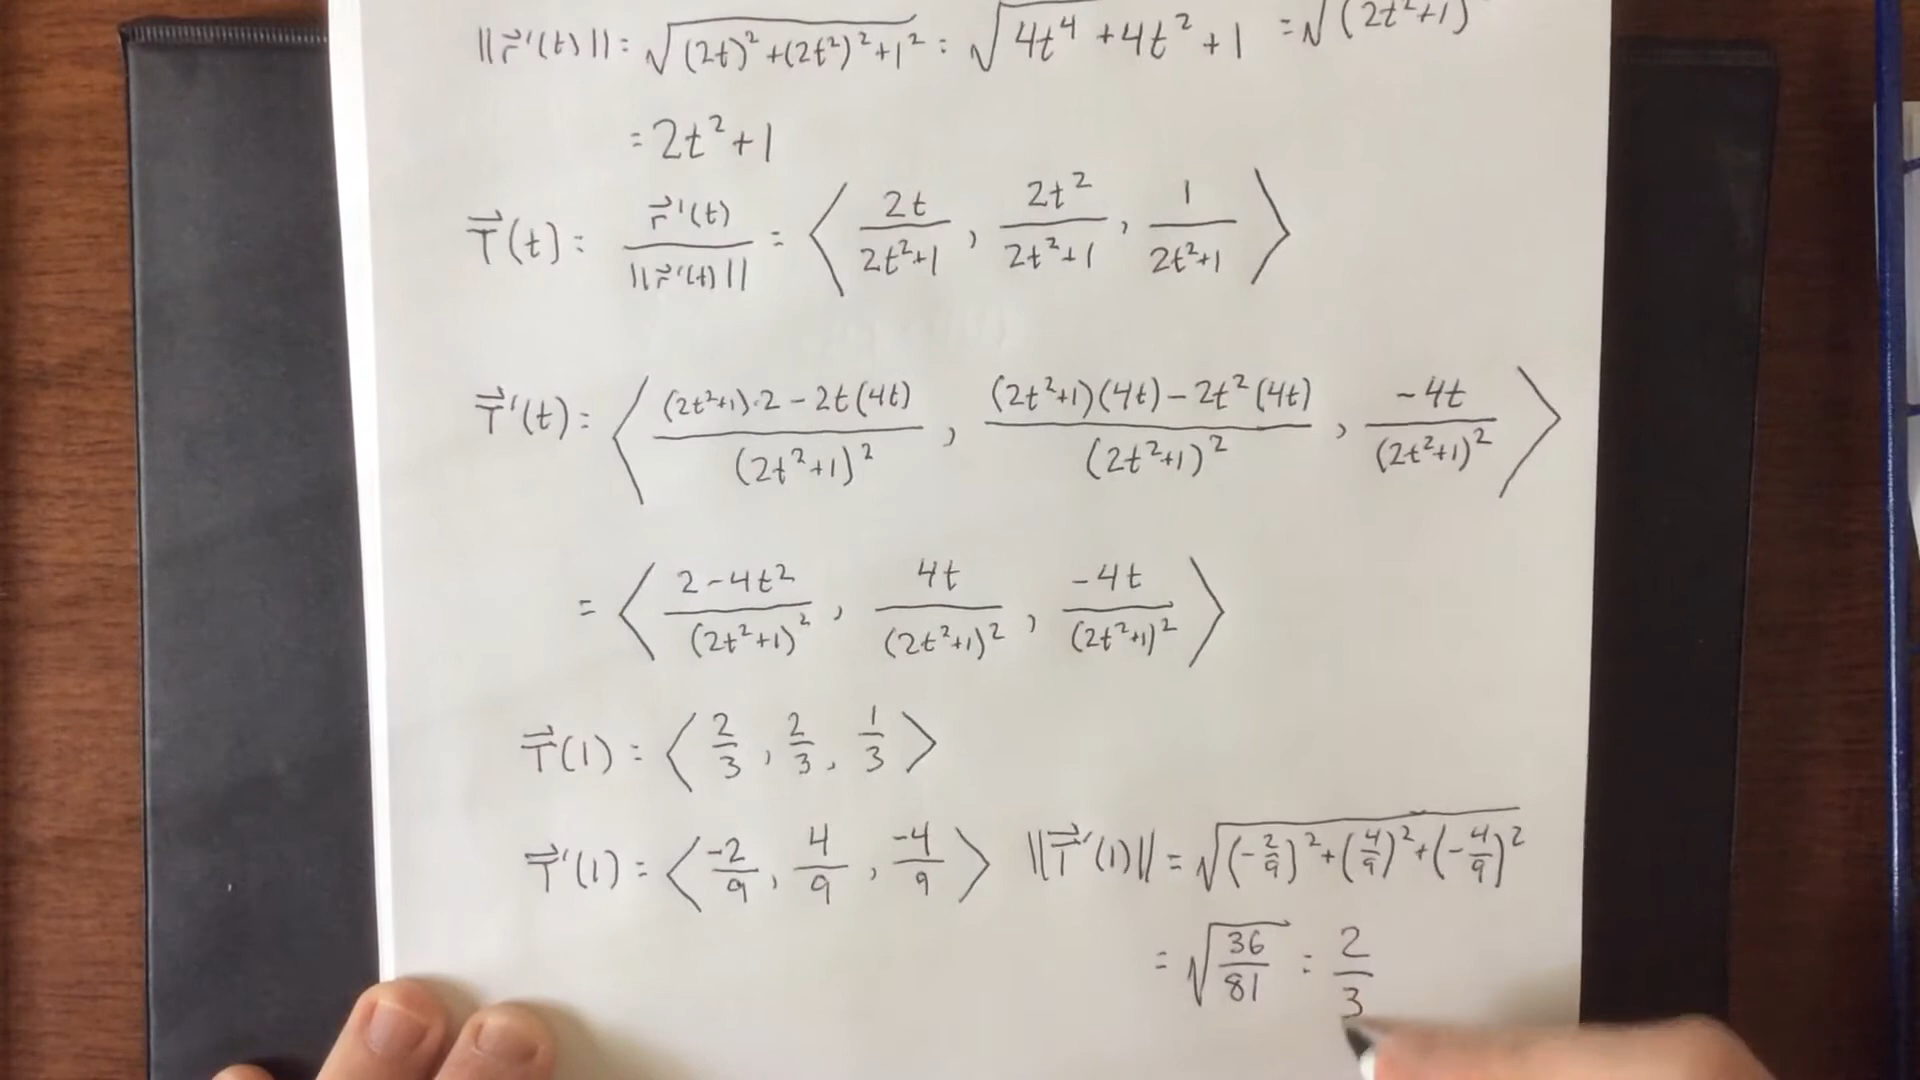 ||r⃗'(t)|| = √((2t)² + (2t²)² + 1²) = √(4t⁴ + 4t² + 1) = √(2t² + 1)
= 2t² + 1
T⃗(t) = r⃗'(t)/||r⃗'(t)|| = ⟨ 2t/(2t²+1), 2t²/(2t²+1), 1/(2t²+1) ⟩
T⃗'(t) = ⟨ ((2t²+1)·2 − 2t(4t))/(2t²+1)², ((2t²+1)(4t) − 2t²(4t))/(2t²+1)², −4t/(2t²+1)² ⟩
= ⟨ (2−4t²)/(2t²+1)², 4t/(2t²+1)², −4t/(2t²+1)² ⟩
T⃗(1) = ⟨ 2/3, 2/3, 1/3 ⟩
T⃗'(1) = ⟨ −2/9, 4/9, −4/9 ⟩ ||T⃗'(1)|| = √((−2/9)² + (4/9)² + (−4/9)²)
= √(36/81) = 2/3